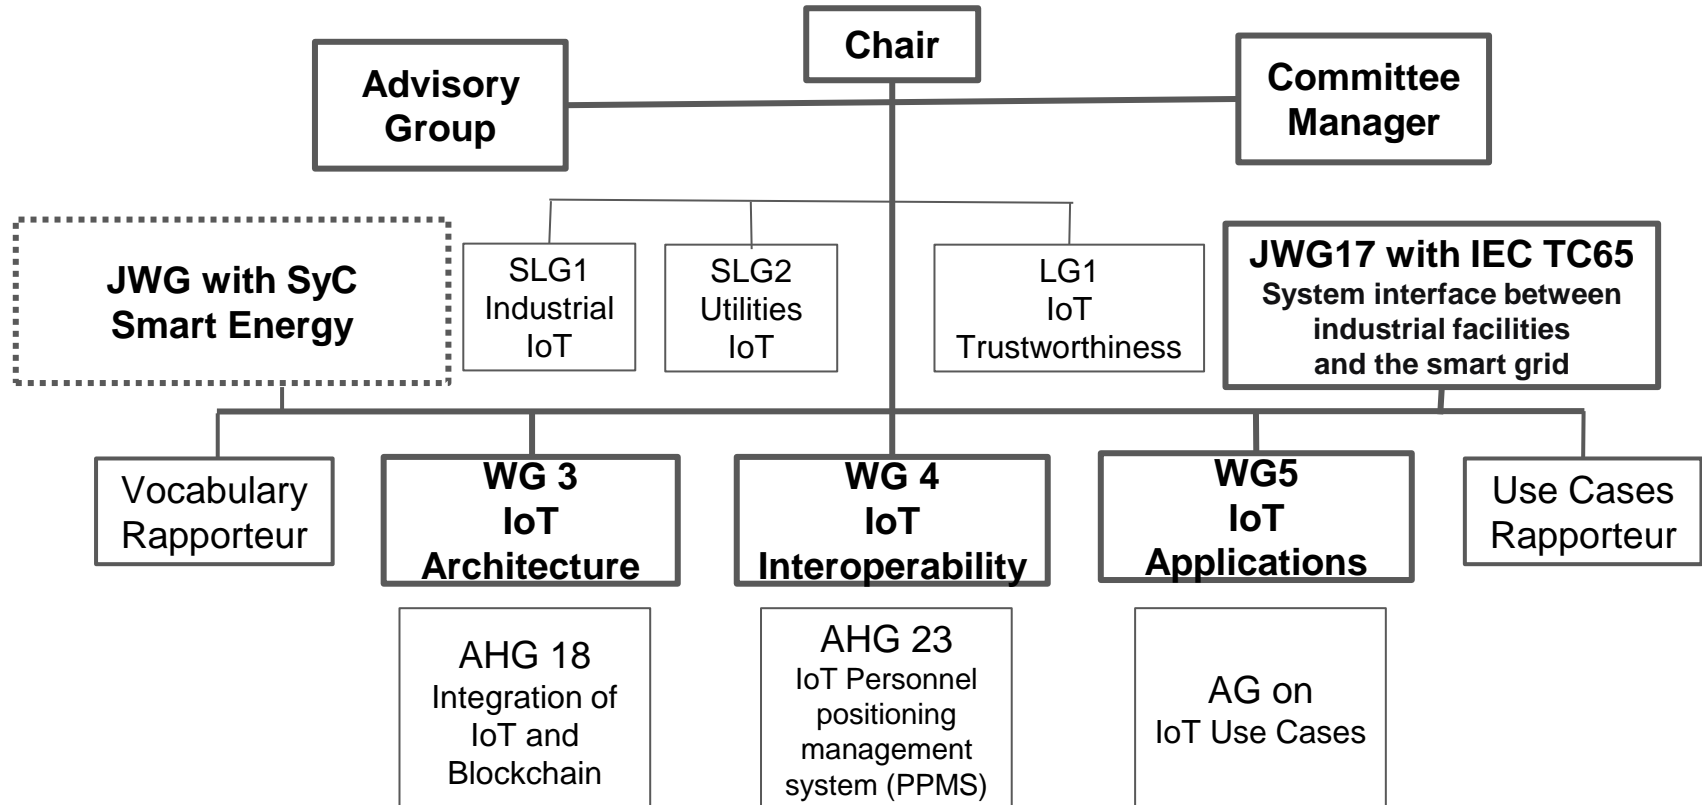 Chair
Advisory
Group
Committee
Manager
JWG with SyC
Smart Energy
SLG1
Industrial
IoT
SLG2
Utilities
IoT
LG1
IoT
Trustworthiness
JWG17 with IEC TC65
System interface between
industrial facilities
and the smart grid
Vocabulary
Rapporteur
WG 3
IoT
Architecture
WG 4
IoT
Interoperability
WG5
IoT
Applications
Use Cases
Rapporteur
AHG 18
Integration of
IoT and
Blockchain
AHG 23
IoT Personnel
positioning
management
system (PPMS)
AG on
IoT Use Cases